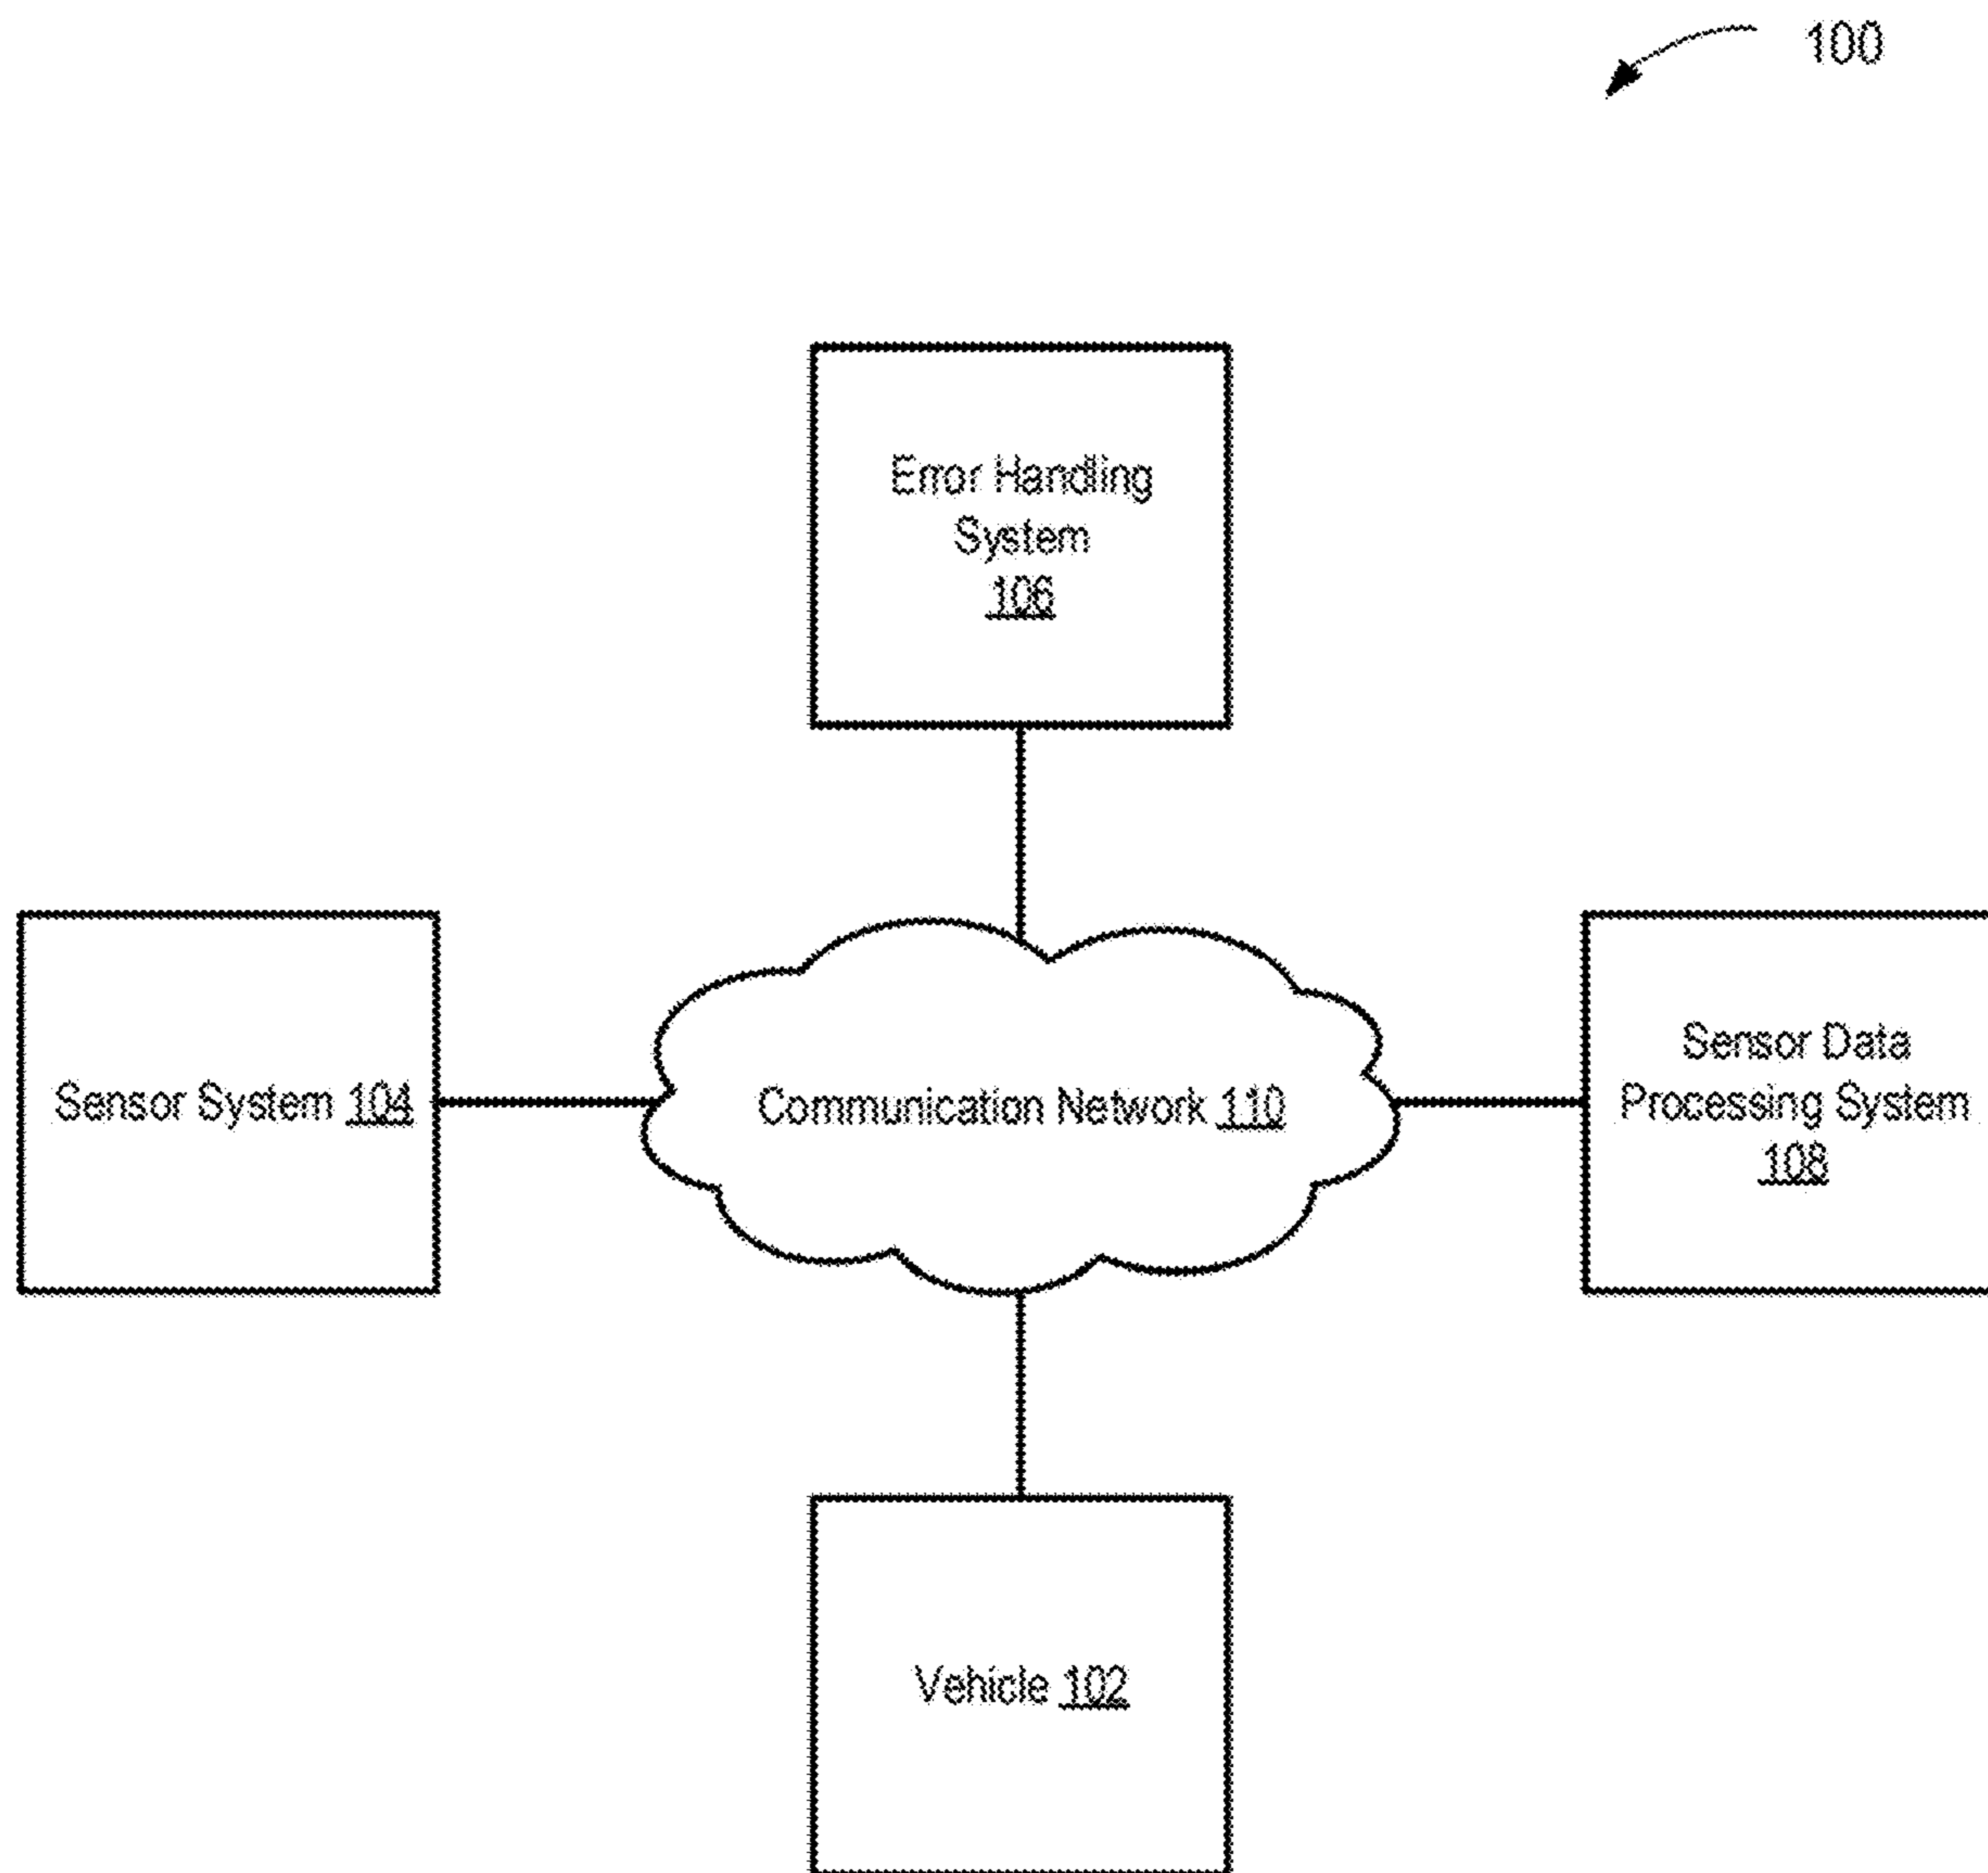 100
Error Handling
System
106
Sensor System 104
Communication Network 110
Sensor Data
Processing System
108
Vehicle 102